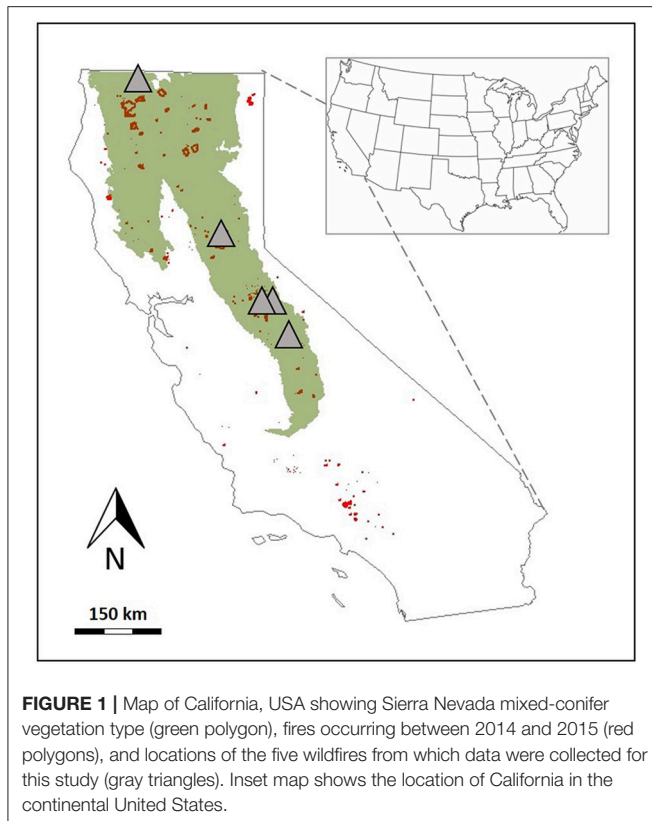 N
150 km
FIGURE 1 | Map of California, USA showing Sierra Nevada mixed-conifer
vegetation type (green polygon), fires occurring between 2014 and 2015 (red
polygons), and locations of the five wildfires from which data were collected for
this study (gray triangles). Inset map shows the location of California in the
continental United States.